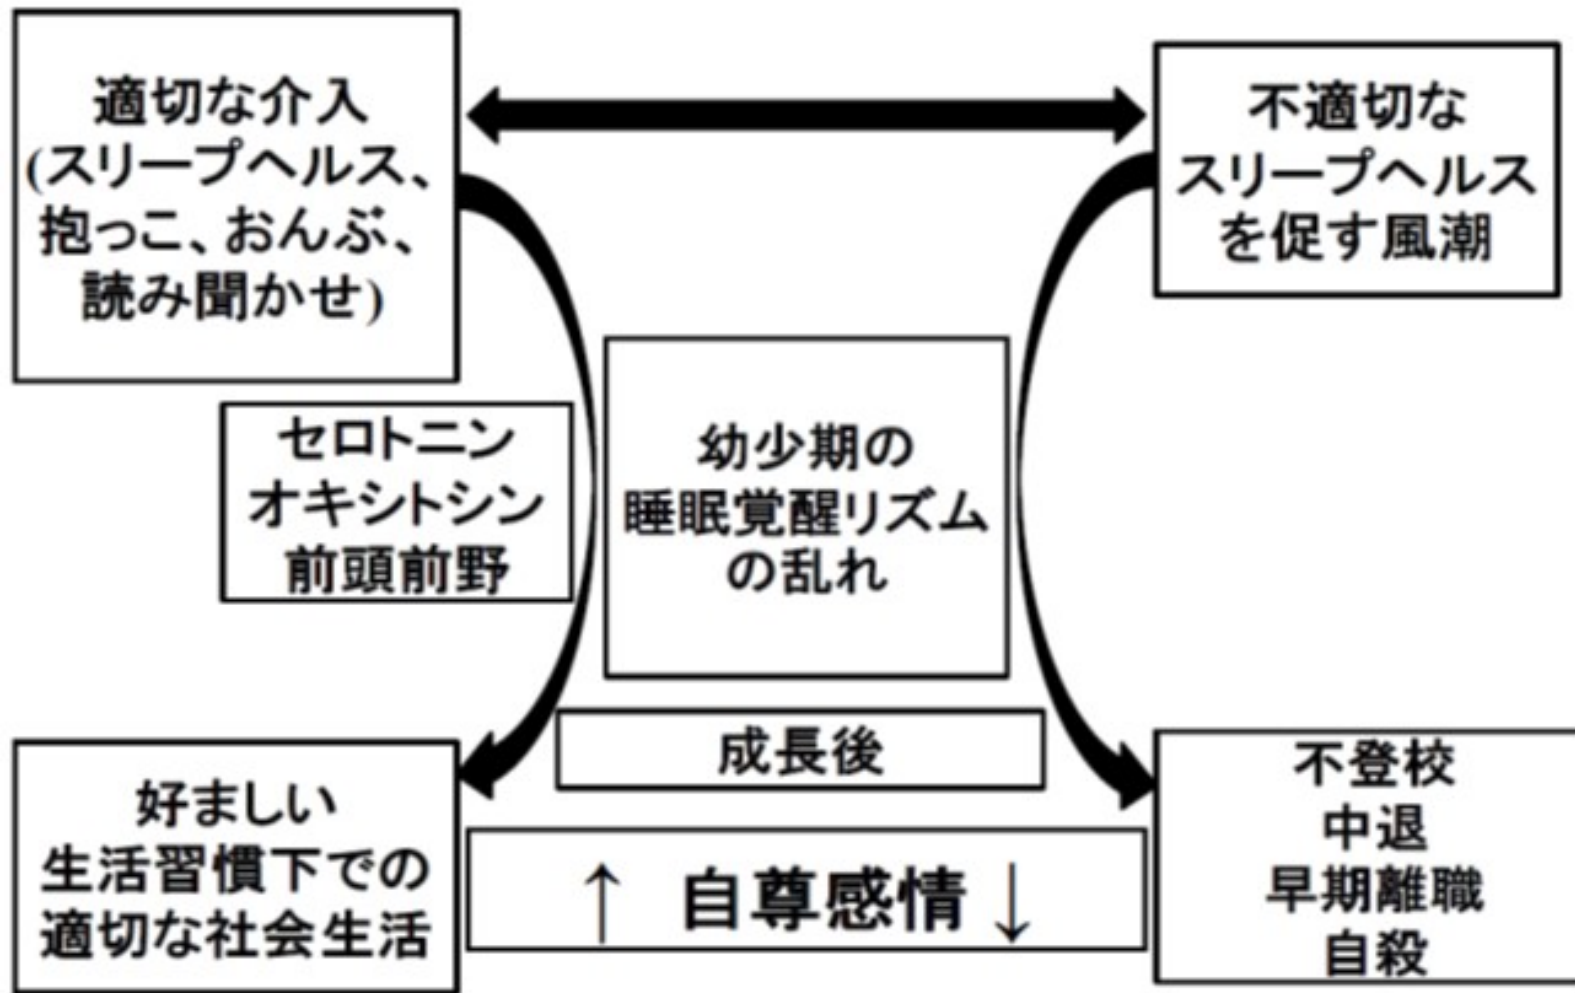 適切な介入
(スリープヘルス、
抱っこ、おんぶ、
読み聞かせ)
不適切な
スリープヘルス
を促す風潮
セロトニン
オキシトシン
前頭前野
幼少期の
睡眠覚醒リズム
の乱れ
成長後
好ましい
生活習慣下での
適切な社会生活
↑ 自尊感情 ↓
不登校
中退
早期離職
自殺